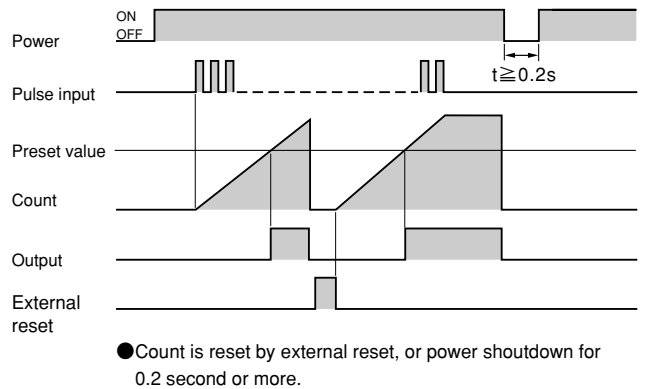 ON
OFF
Power
t≧0.2s
Pulse input
Preset value
Count
Output
External
reset
●Count is reset by external reset, or power shoutdown for
0.2 second or more.